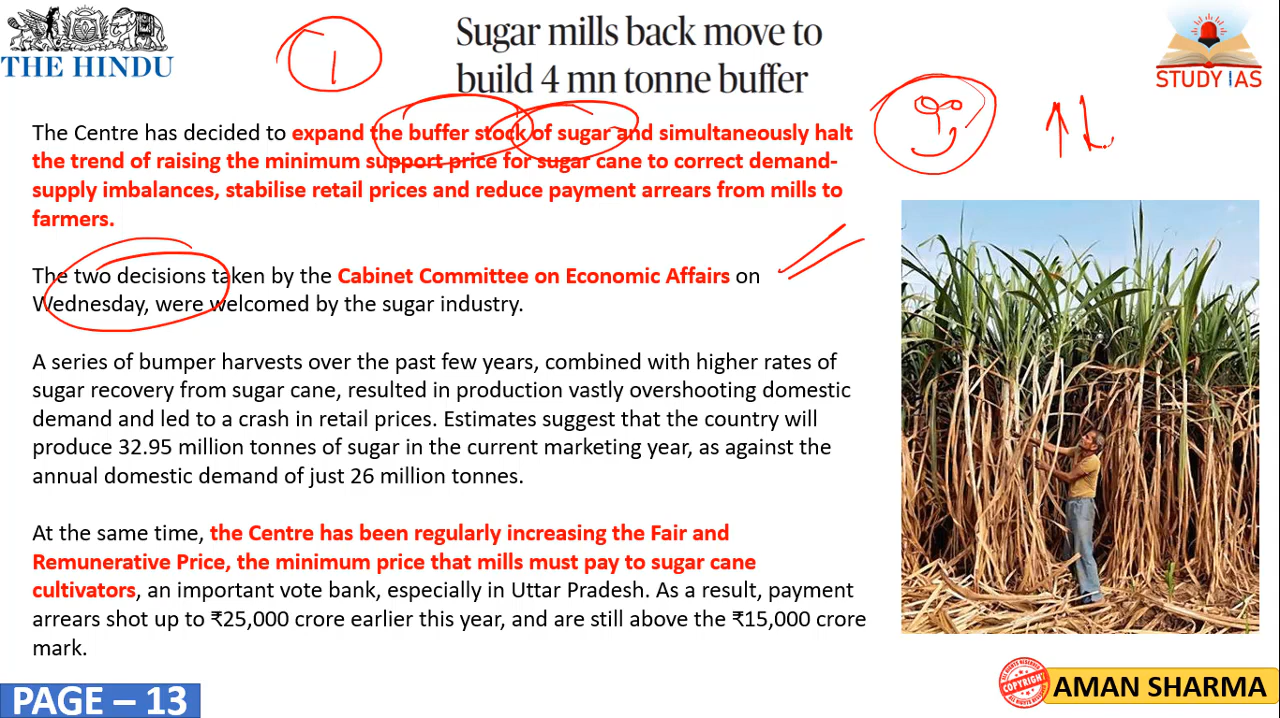 THE HINDU
1
Sugar mills back move to
build 4 mn tonne buffer
STUDY IAS
The Centre has decided to expand the buffer stock of sugar and simultaneously halt
the trend of raising the minimum support price for sugar cane to correct demand-
supply imbalances, stabilise retail prices and reduce payment arrears from mills to
farmers.
The two decisions taken by the Cabinet Committee on Economic Affairs on
Wednesday, were welcomed by the sugar industry.
A series of bumper harvests over the past few years, combined with higher rates of
sugar recovery from sugar cane, resulted in production vastly overshooting domestic
demand and led to a crash in retail prices. Estimates suggest that the country will
produce 32.95 million tonnes of sugar in the current marketing year, as against the
annual domestic demand of just 26 million tonnes.
At the same time, the Centre has been regularly increasing the Fair and
Remunerative Price, the minimum price that mills must pay to sugar cane
cultivators, an important vote bank, especially in Uttar Pradesh. As a result, payment
arrears shot up to ₹25,000 crore earlier this year, and are still above the ₹15,000 crore
mark.
PAGE – 13
COPYRIGHT
AMAN SHARMA